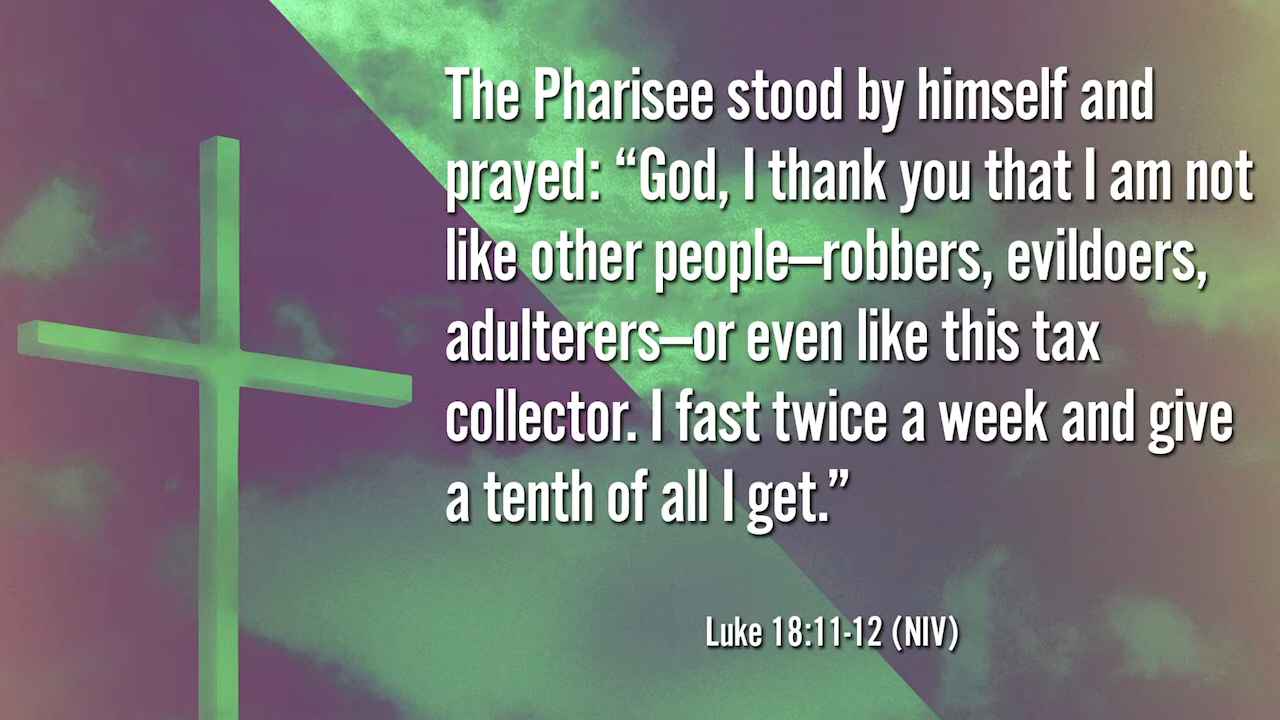 The Pharisee stood by himself and
prayed: “God, I thank you that I am not
like other people—robbers, evildoers,
adulterers—or even like this tax
collector. I fast twice a week and give
a tenth of all I get.”
Luke 18:11-12 (NIV)